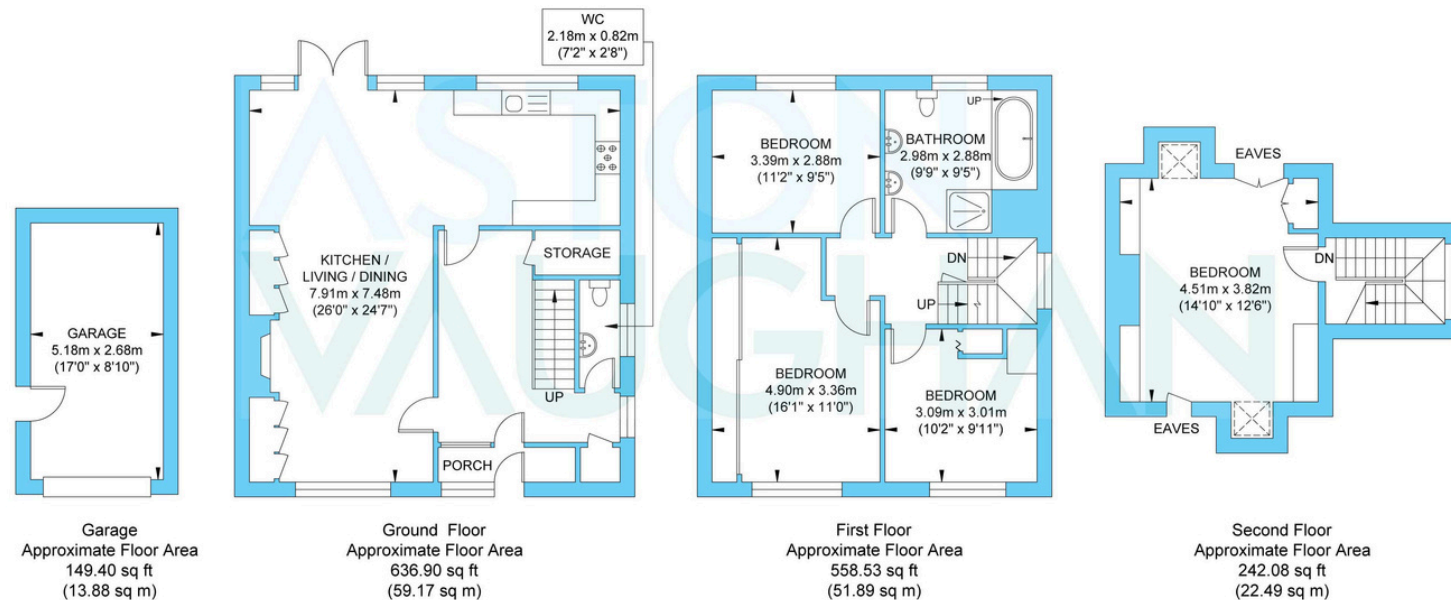 WC
2.18m x 0.82m
(7'2" x 2'8")
ASTON
VAUGHAN
GARAGE
5.18m x 2.68m
(17'0" x 8'10")
KITCHEN /
LIVING / DINING
7.91m x 7.48m
(26'0" x 24'7")
STORAGE
UP
PORCH
BEDROOM
3.39m x 2.88m
(11'2" x 9'5")
UP
BATHROOM
2.98m x 2.88m
(9'9" x 9'5")
DN
UP
BEDROOM
4.90m x 3.36m
(16'1" x 11'0")
BEDROOM
3.09m x 3.01m
(10'2" x 9'11")
EAVES
DN
BEDROOM
4.51m x 3.82m
(14'10" x 12'6")
EAVES
Garage
Approximate Floor Area
149.40 sq ft
(13.88 sq m)
Ground Floor
Approximate Floor Area
636.90 sq ft
(59.17 sq m)
First Floor
Approximate Floor Area
558.53 sq ft
(51.89 sq m)
Second Floor
Approximate Floor Area
242.08 sq ft
(22.49 sq m)